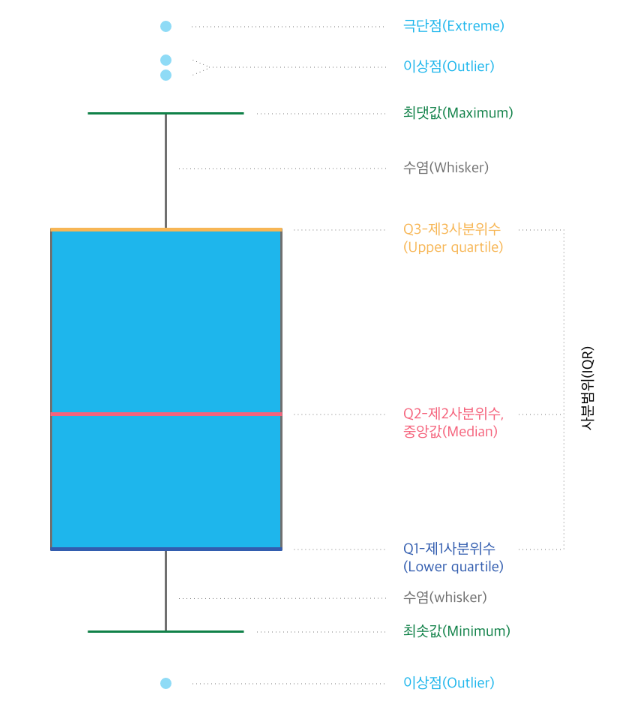 극단점(Extreme)
이상점(Outlier)
최댓값(Maximum)
수염(Whisker)
Q3-제3사분위수
(Upper quartile)
사분범위(IQR)
Q2-제2사분위수,
중앙값(Median)
Q1-제1사분위수
(Lower quartile)
수염(whisker)
최솟값(Minimum)
이상점(Outlier)